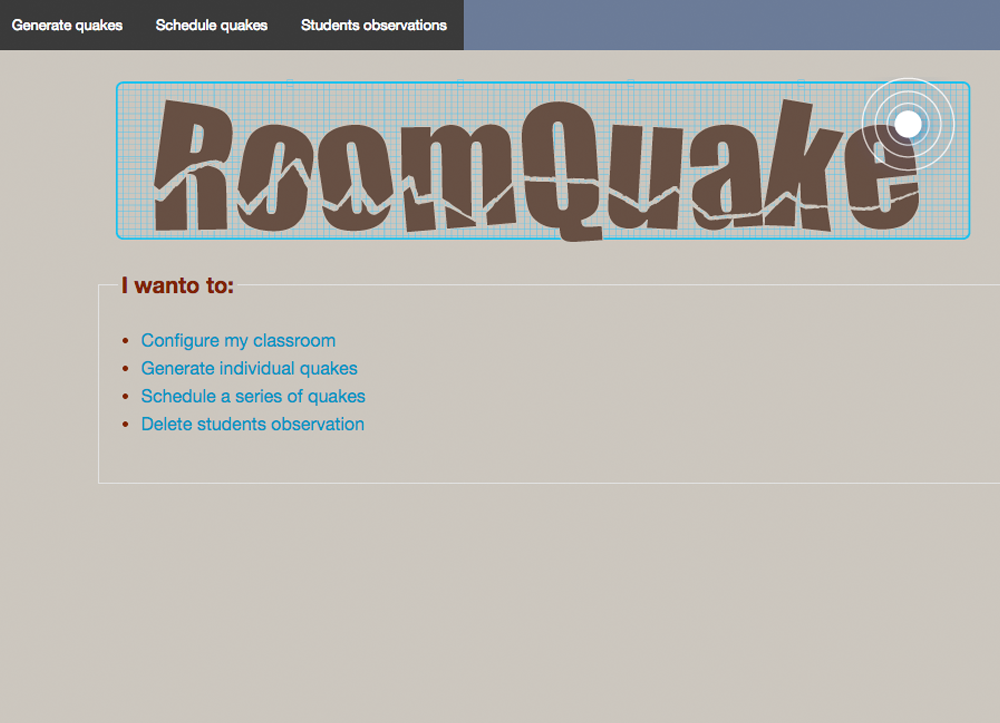 Generate quakes Schedule quakes Students observations
RoomQuake
I wanto to:
• Configure my classroom
• Generate individual quakes
• Schedule a series of quakes
• Delete students observation